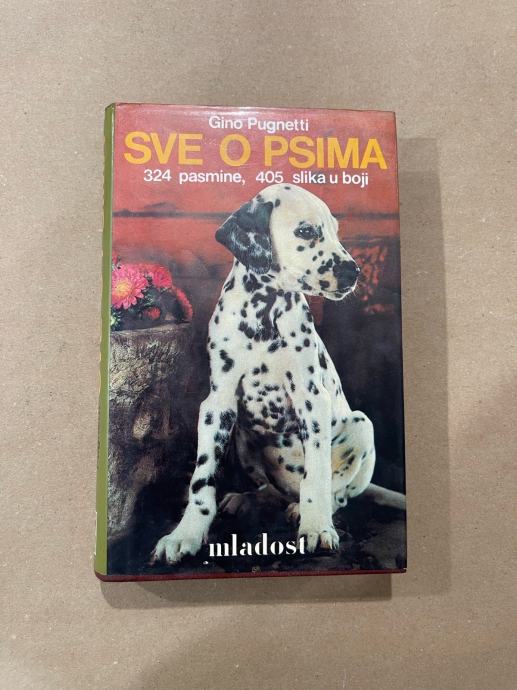 Gino Pugnetti
SVE O PSIMA
324 pasmine, 405 slika u boji
mladost